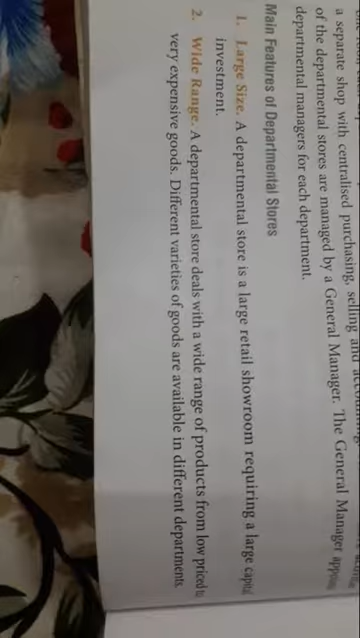 a separate shop with centralised purchasing, selling and
of the departmental stores are managed by a General Manager. The General Manager
departmental managers for each department.
Main Features of Departmental Stores
1. Large Size. A departmental store is a large retail showroom requiring a large capital
investment.
2. Wide Range. A departmental store deals with a wide range of products from low priced to
very expensive goods. Different varieties of goods are available in different departments.